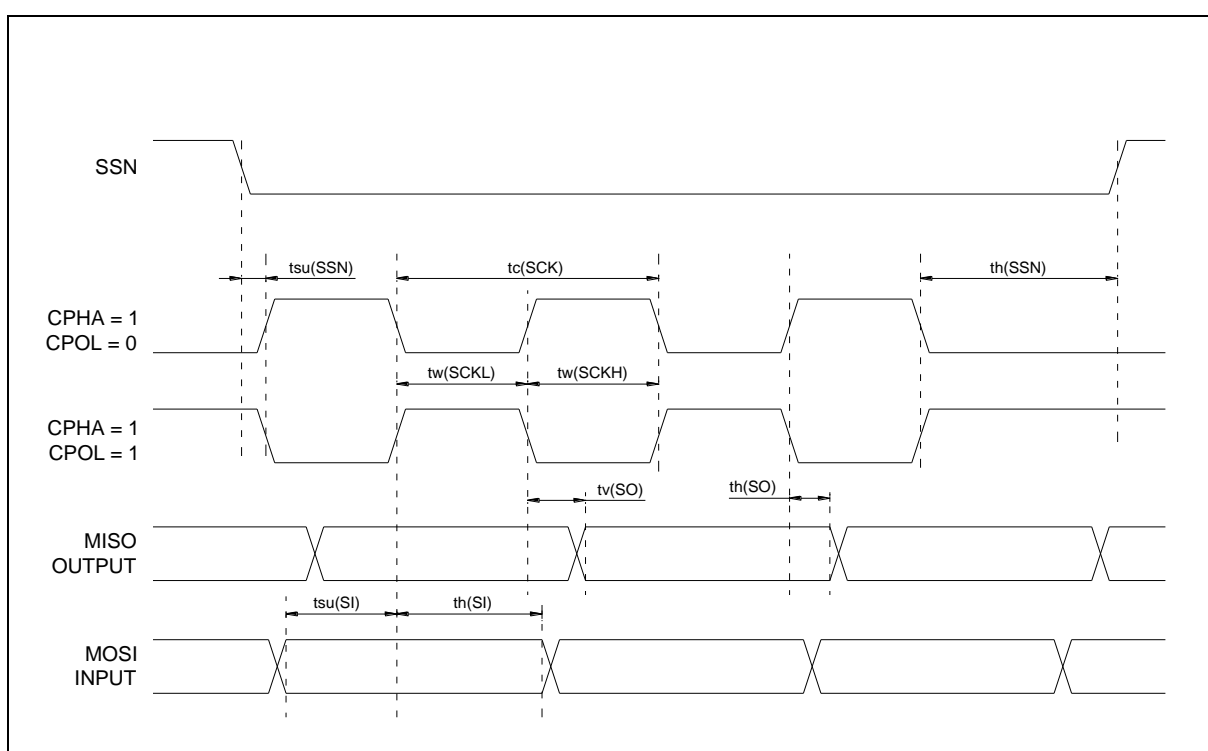 SSN
tsu(SSN)
tc(SCK)
th(SSN)
CPHA = 1
CPOL = 0
tw(SCKL)
tw(SCKH)
CPHA = 1
CPOL = 1
tv(SO)
th(SO)
MISO
OUTPUT
tsu(SI)
th(SI)
MOSI
INPUT